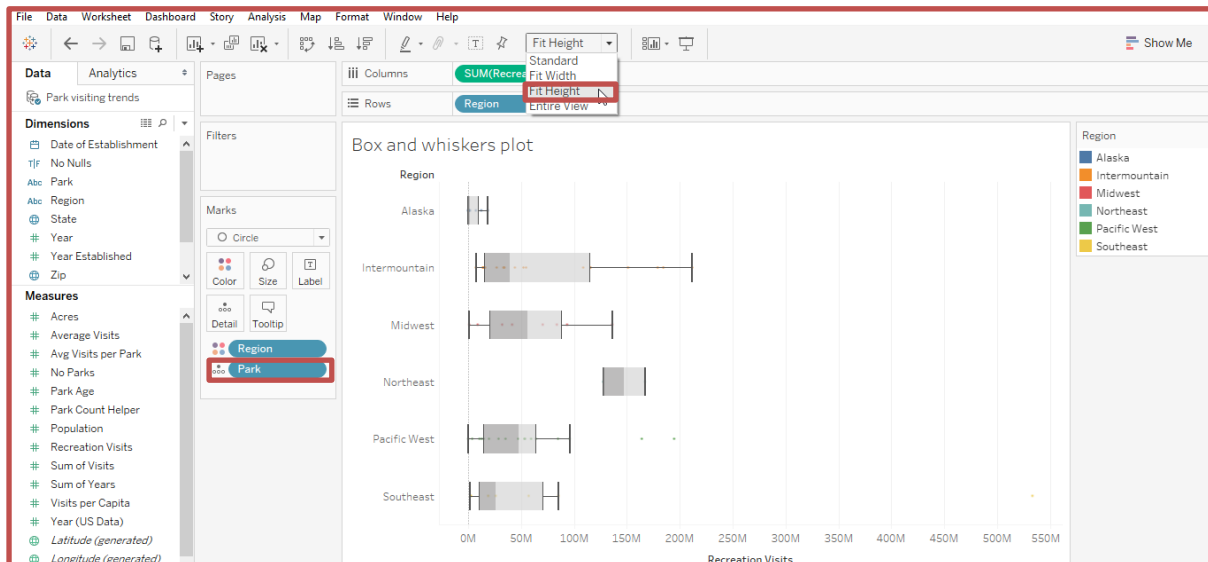 File Data Worksheet Dashboard Story Analysis Map Format Window Help
Fit Height
Show Me
Standard
Fit Width
Fit Height
Entire View
Data Analytics
Park visiting trends
Dimensions
Date of Establishment
T|F No Nulls
Abc Park
Abc Region
State
# Year
# Year Established
Zip
Measures
# Acres
# Average Visits
# Avg Visits per Park
# No Parks
# Park Age
# Park Count Helper
# Population
# Recreation Visits
# Sum of Visits
# Sum of Years
# Visits per Capita
# Year (US Data)
Latitude (generated)
Longitude (generated)
Pages
Filters
Marks
Circle
Color Size Label
Detail Tooltip
Region
Park
iii Columns SUM(Recrea
Rows Region
Box and whiskers plot
Region
Alaska
Intermountain
Midwest
Northeast
Pacific West
Southeast
0M 50M 100M 150M 200M 250M 300M 350M 400M 450M 500M 550M
Recreation Visits
Region
Alaska
Intermountain
Midwest
Northeast
Pacific West
Southeast